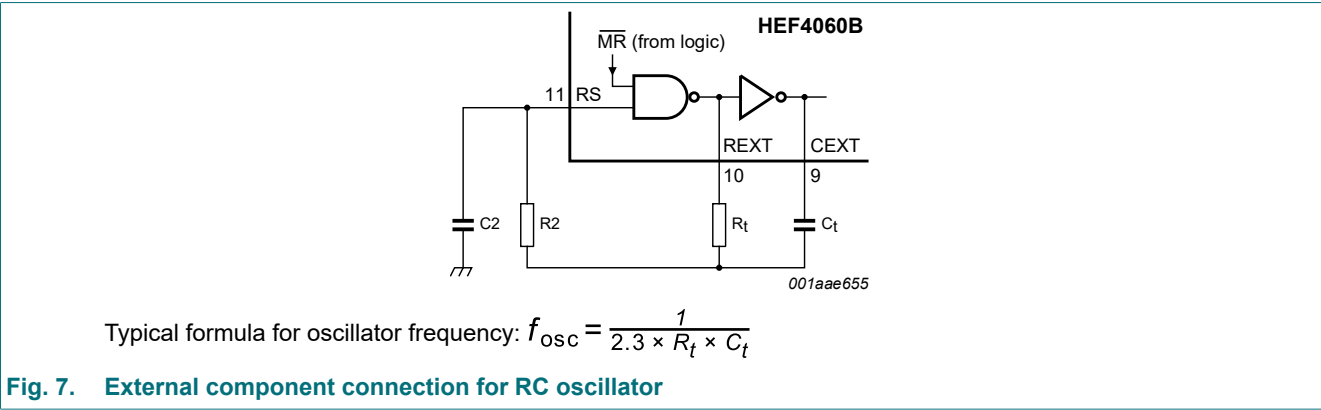 HEF4060B
MR (from logic)
11 RS
REXT CEXT
10 9
C2 R2 Rt Ct
001aae655
Typical formula for oscillator frequency: fosc = 1 / 2.3 × Rt × Ct
Fig. 7. External component connection for RC oscillator